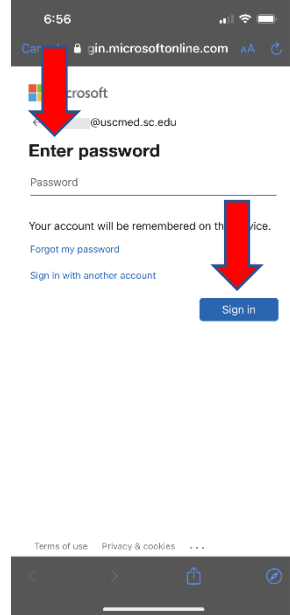 6:56
gin.microsoftonline.com AA
crosoft
@uscmed.sc.edu
Enter password
Password
Your account will be remembered on th vice.
Forgot my password
Sign in with another account
Sign in
Terms of use Privacy & cookies ...